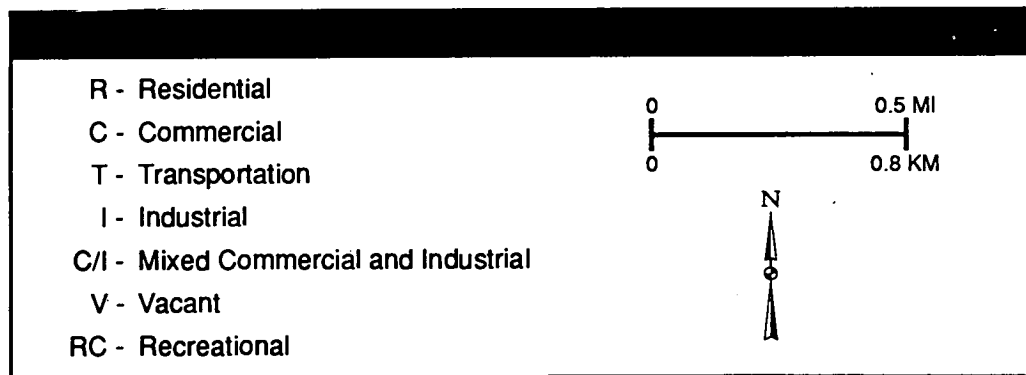 R - Residential
C - Commercial
T - Transportation
I - Industrial
C/I - Mixed Commercial and Industrial
V - Vacant
RC - Recreational
0 0.5 MI
0 0.8 KM
N